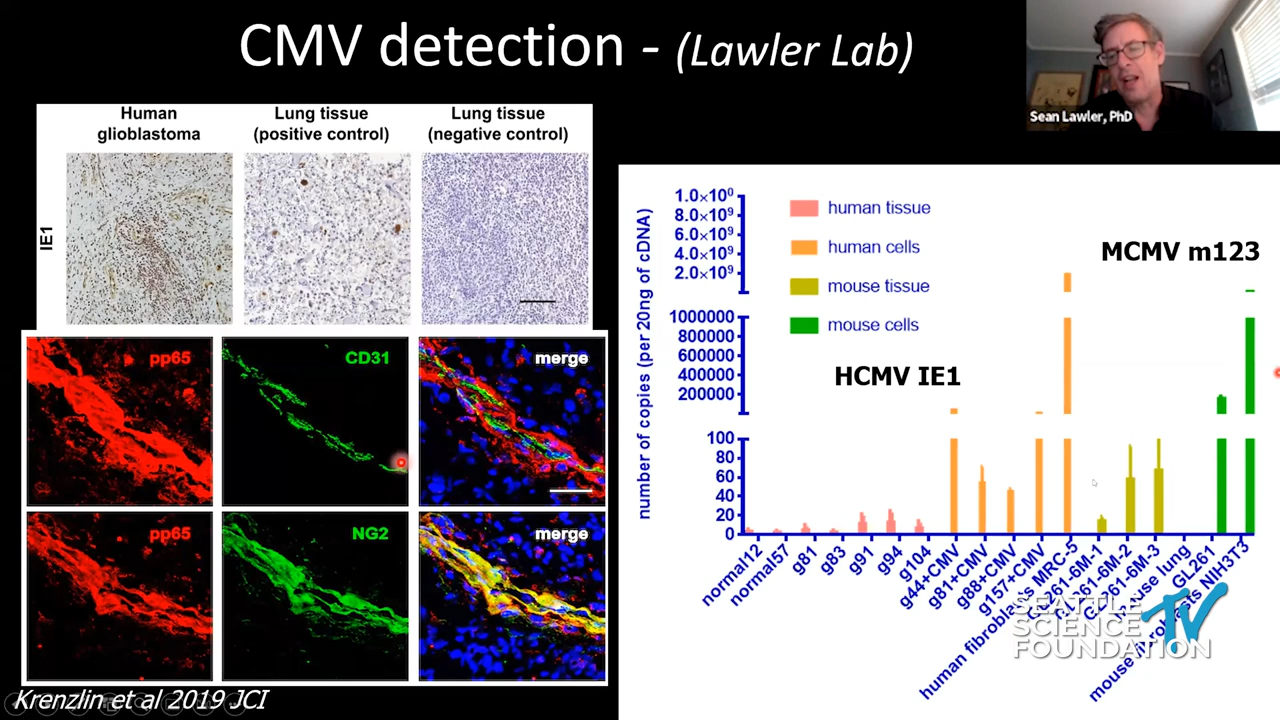 CMV detection - (Lawler Lab)
Sean Lawler, PhD
Human
glioblastoma
Lung tissue
(positive control)
Lung tissue
(negative control)
IE1
pp65
CD31
merge
pp65
NG2
merge
Krenzlin et al 2019 JCI
number of copies (per 20ng of cDNA)
1.0×10⁰
8.0×10⁹
6.0×10⁹
4.0×10⁹
2.0×10⁹
1000000
800000
600000
400000
200000
100
80
60
40
20
0
human tissue
human cells
mouse tissue
mouse cells
HCMV IE1
MCMV m123
normal12
normal57
g81
g83
g91
g94
g104
g44+CMV
g81+CMV
g88+CMV
g157+CMV
human fibroblasts MRC-5
GL261-6M-1
GL261-6M-2
GL261-6M-3
mouse lung
GL261
mouse fibroblasts NIH3T3
SEATTLE
SCIENCE
FOUNDATION
TV